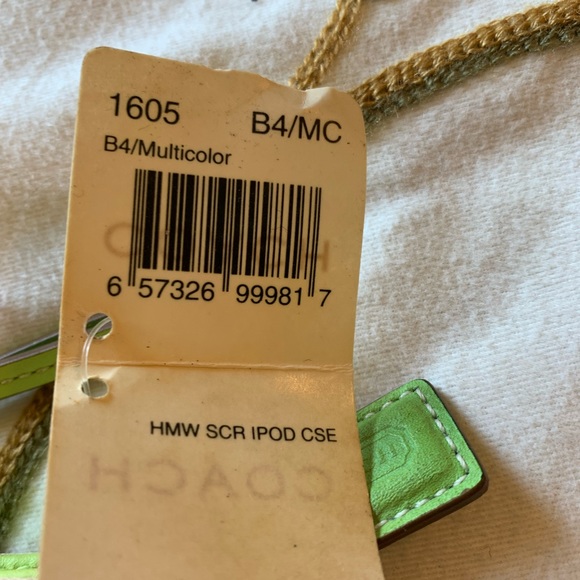 1605 B4/MC
B4/Multicolor
6 57326 99981 7
HMW SCR IPOD CSE
COACH